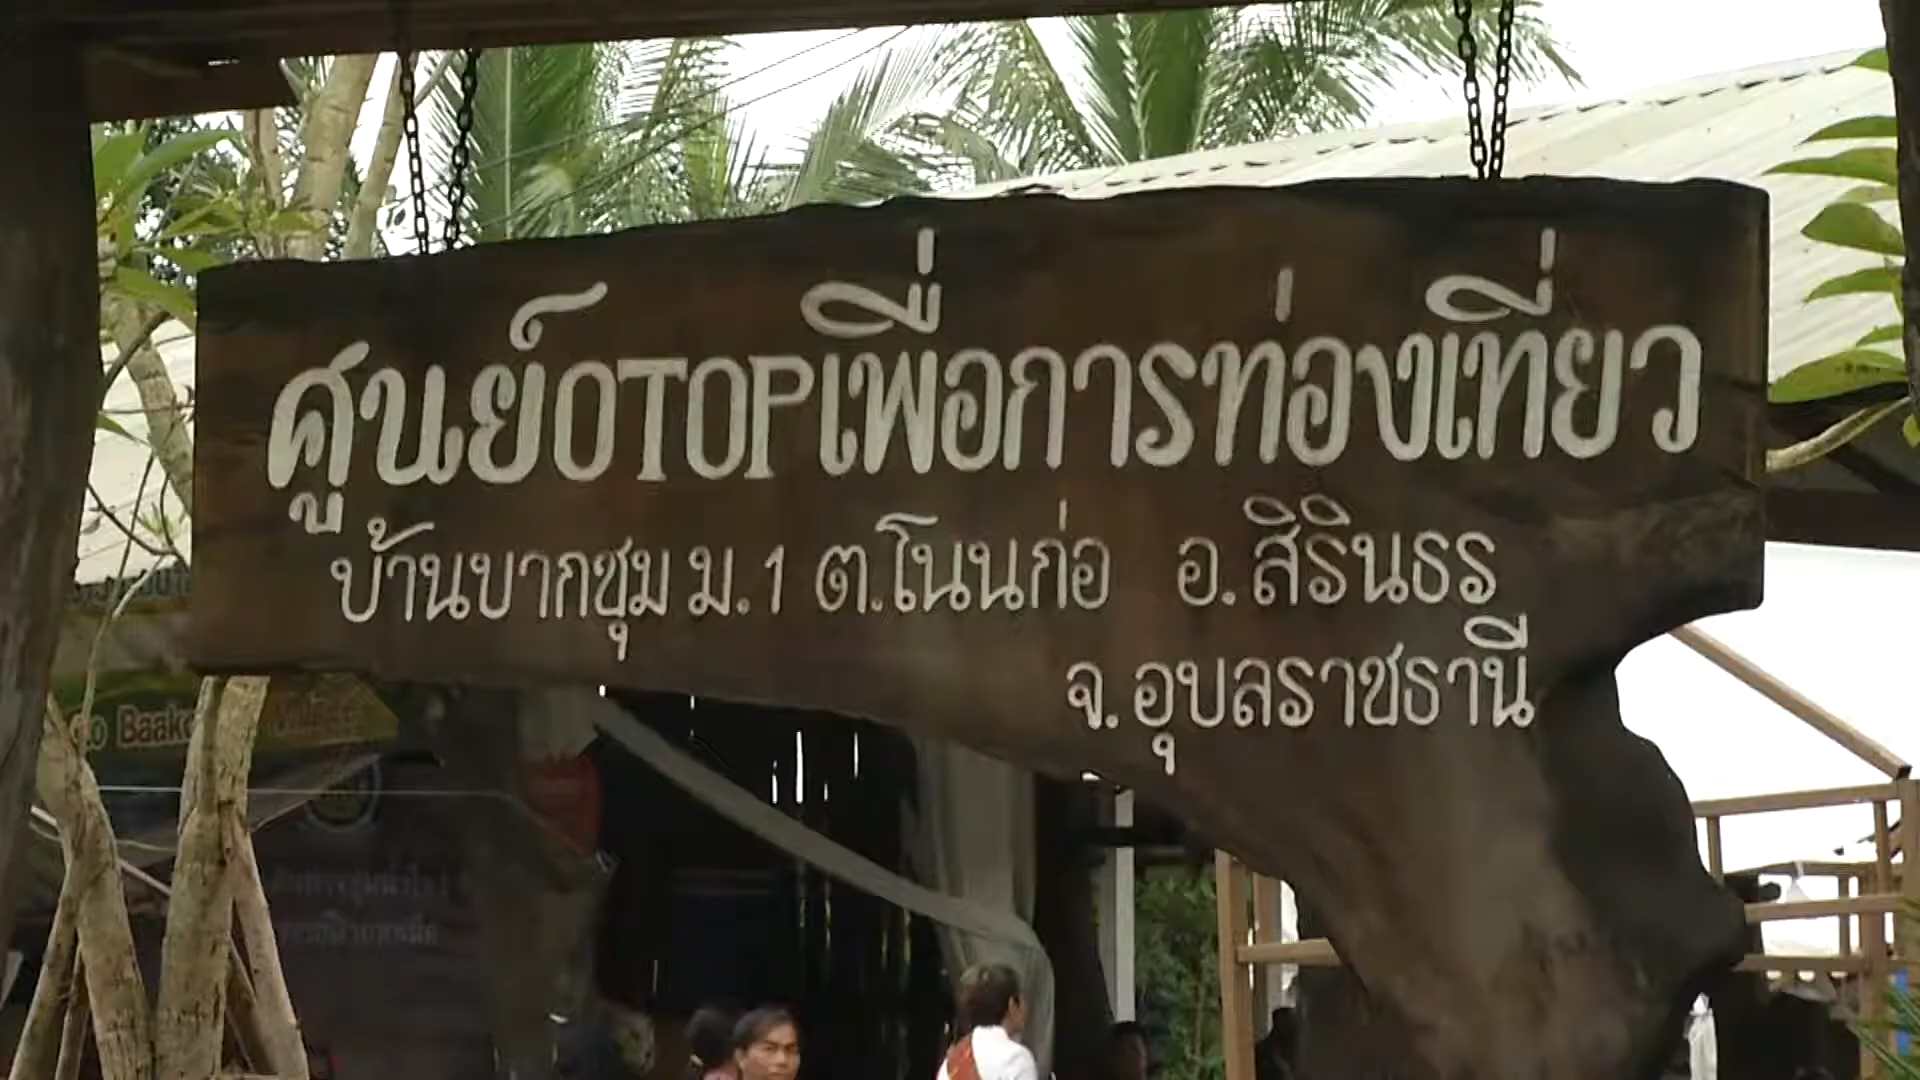 ศูนย์OTOPเพื่อการท่องเที่ยว
บ้านบากชุม ม.1 ต.โนนก่อ อ.สิรินธร
จ.อุบลราชธานี